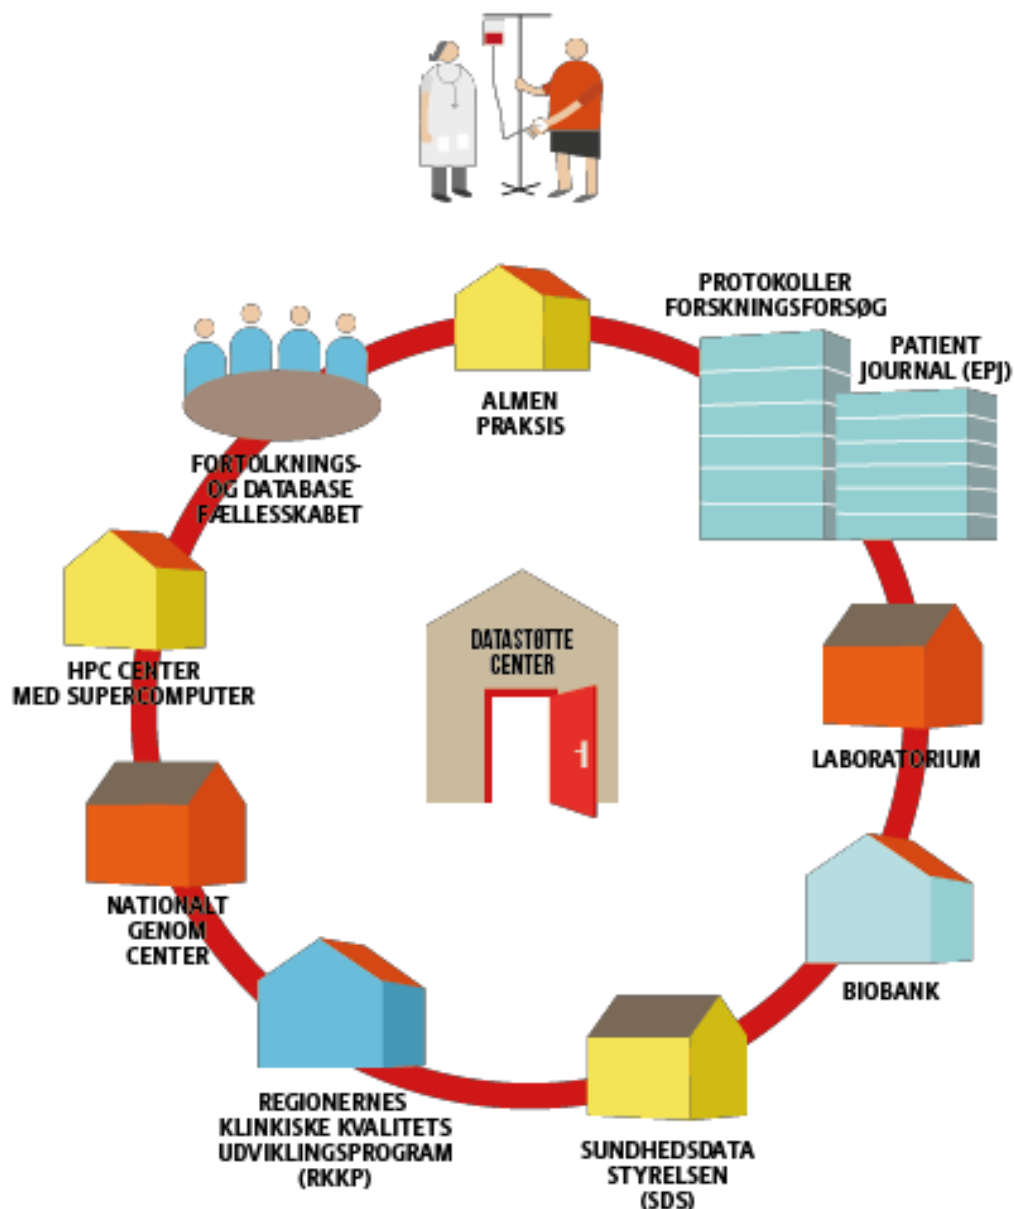 PROTOKOLLER
FORSKNINGSFORSØG
PATIENT
JOURNAL (EPJ)
ALMEN
PRAKSIS
FORTOLKNINGS-
OG DATABASE
FÆLLESSKABET
HPC CENTER
MED SUPERCOMPUTER
DATASTØTTE
CENTER
LABORATORIUM
NATIONALT
GENOM
CENTER
BIOBANK
REGIONERNES
KLINKISKE KVALITETS
UDVIKLINGSPROGRAM
(RKKP)
SUNDHEDSDATA
STYRELSEN
(SDS)